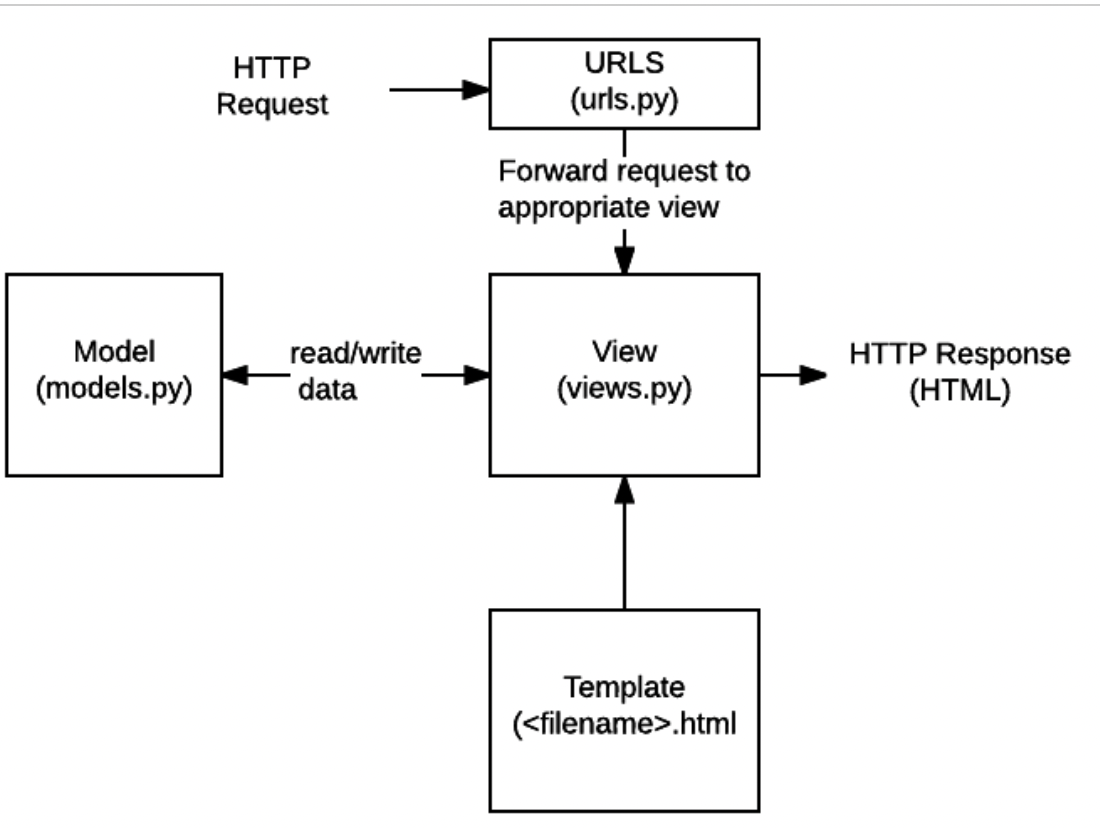 HTTP
Request
URLS
(urls.py)
Forward request to
appropriate view
Model
(models.py)
read/write
data
View
(views.py)
HTTP Response
(HTML)
Template
(<filename>.html